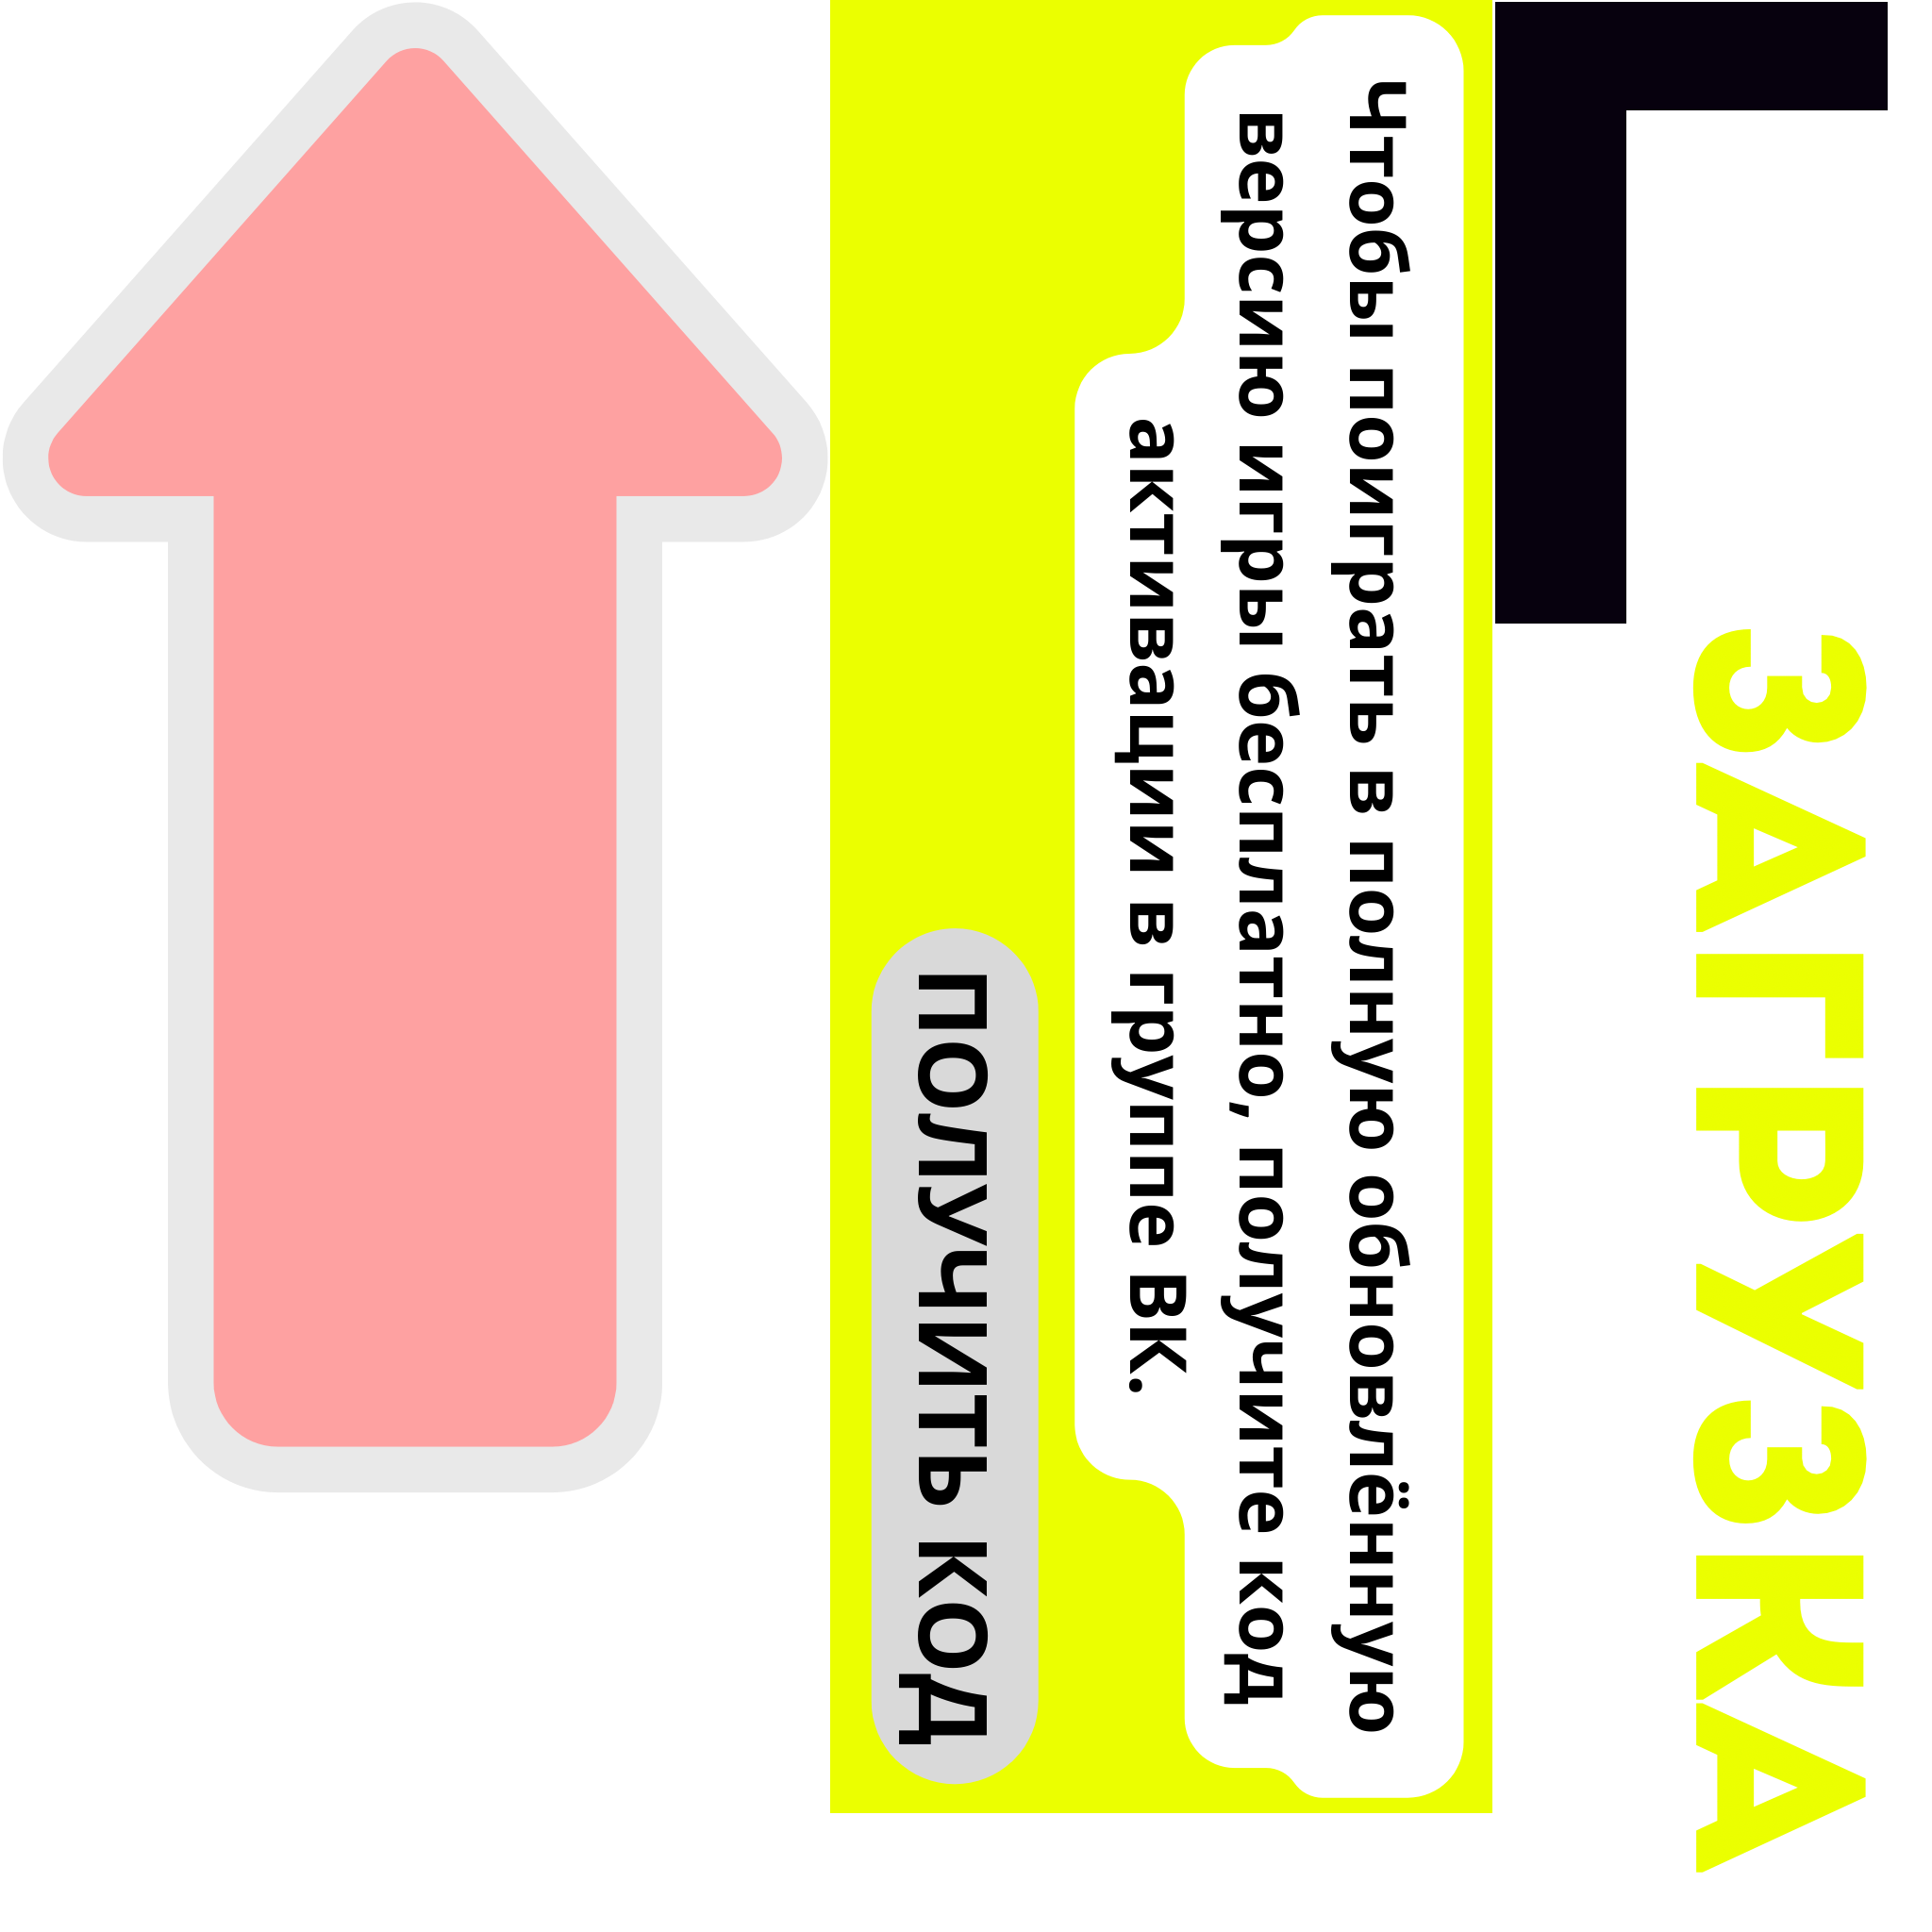 ЗАГРУЗКА
Чтобы поиграть в полную обновлённую
версию игры бесплатно, получите код
активации в группе ВК.
получить код